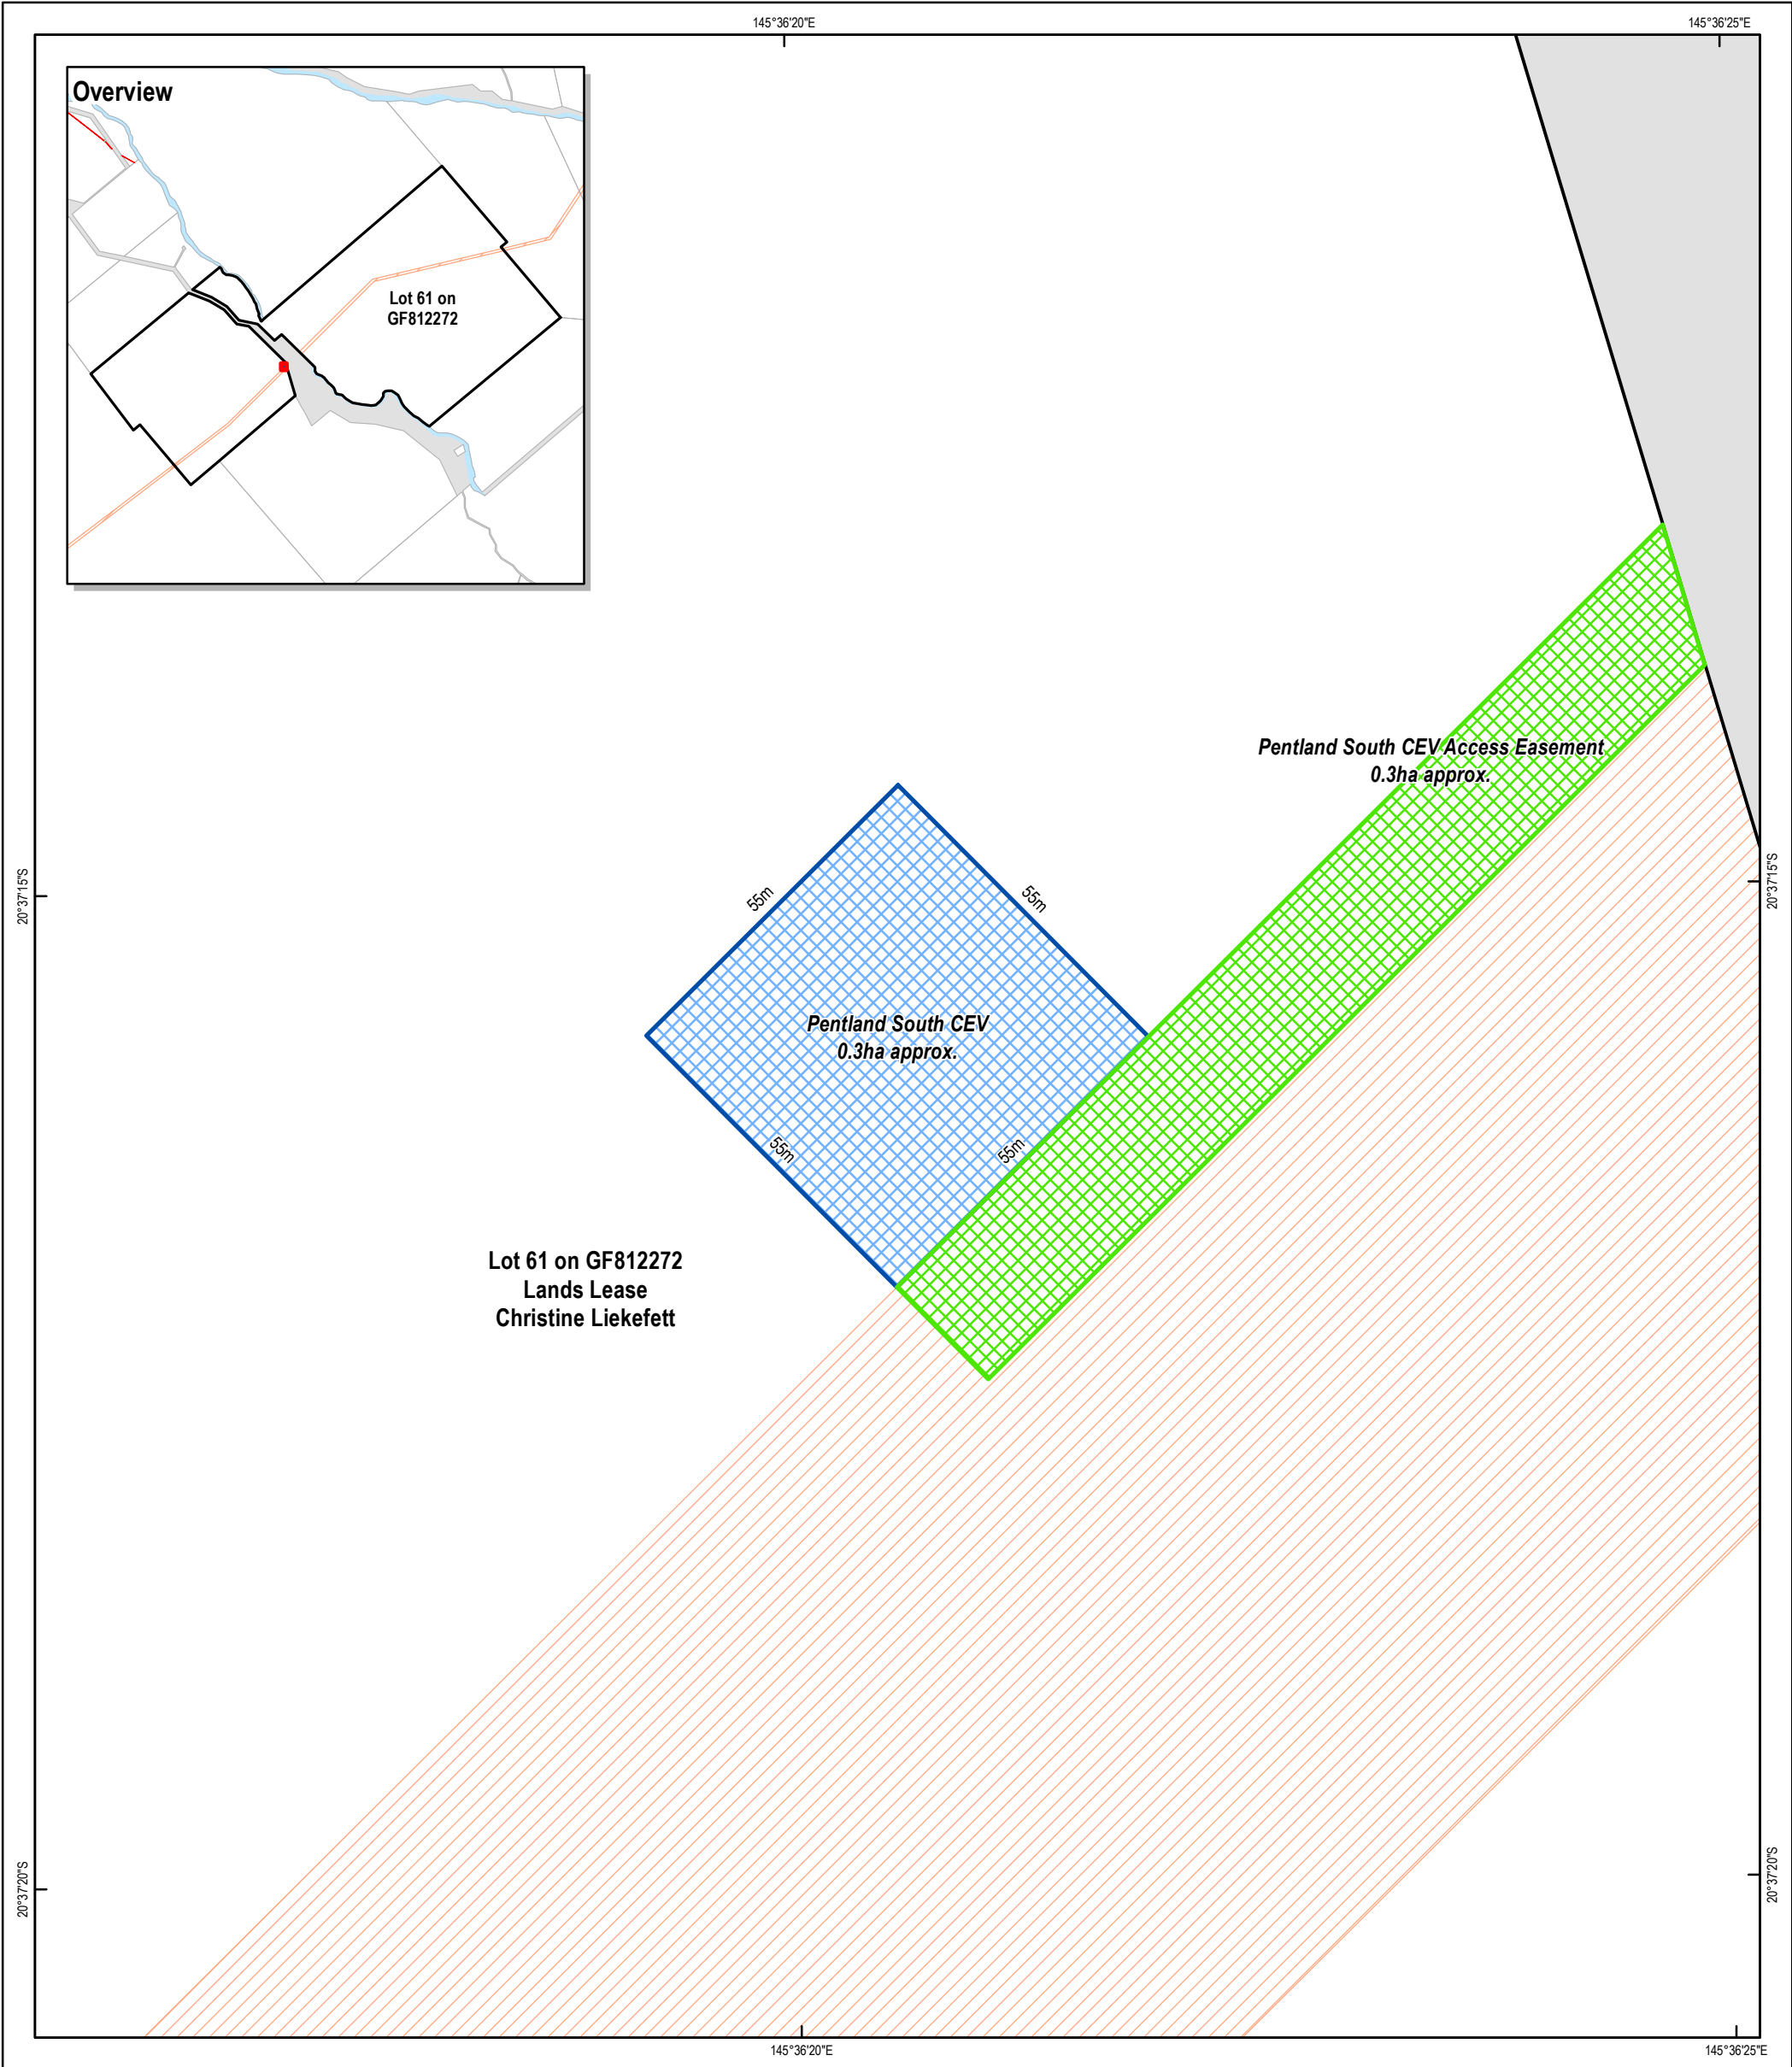 145°36'20"E
145°36'25"E
Overview
Lot 61 on
GF812272
Pentland South CEV Access Easement
0.3ha approx.
20°37'15"S
20°37'15"S
55m
55m
Pentland South CEV
0.3ha approx.
55m
55m
Lot 61 on GF812272
Lands Lease
Christine Liekefett
20°37'20"S
20°37'20"S
145°36'20"E
145°36'25"E